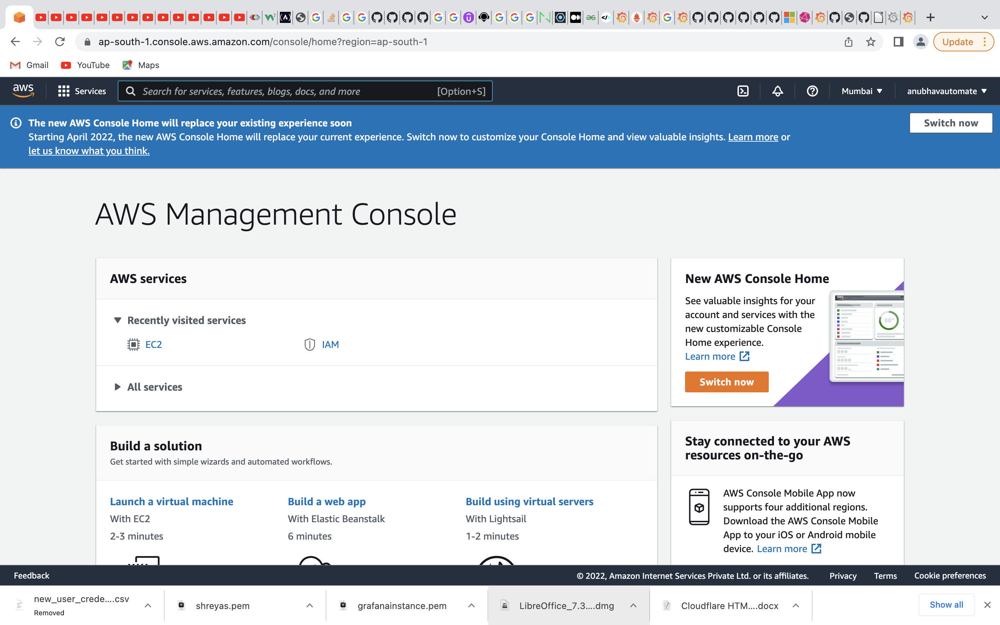 ap-south-1.console.aws.amazon.com/console/home?region=ap-south-1
Update
Gmail
YouTube
Maps
aws
Services
Search for services, features, blogs, docs, and more
[Option+S]
Mumbai
anubhavautomate
The new AWS Console Home will replace your existing experience soon
Starting April 2022, the new AWS Console Home will replace your current experience. Switch now to customize your Console Home and view valuable insights. Learn more or
let us know what you think.
Switch now
AWS Management Console
AWS services
Recently visited services
EC2
IAM
All services
New AWS Console Home
See valuable insights for your
account and services with the
new customizable Console
Home experience.
Learn more
Switch now
aws
Build a solution
Get started with simple wizards and automated workflows.
Launch a virtual machine
With EC2
2-3 minutes
Build a web app
With Elastic Beanstalk
6 minutes
Build using virtual servers
With Lightsail
1-2 minutes
Stay connected to your AWS
resources on-the-go
AWS Console Mobile App now
supports four additional regions.
Download the AWS Console Mobile
App to your iOS or Android mobile
device. Learn more
Feedback
© 2022, Amazon Internet Services Private Ltd. or its affiliates.
Privacy
Terms
Cookie preferences
new_user_crede....csv
Removed
shreyas.pem
grafanainstance.pem
LibreOffice_7.3....dmg
Cloudflare HTM....docx
Show all